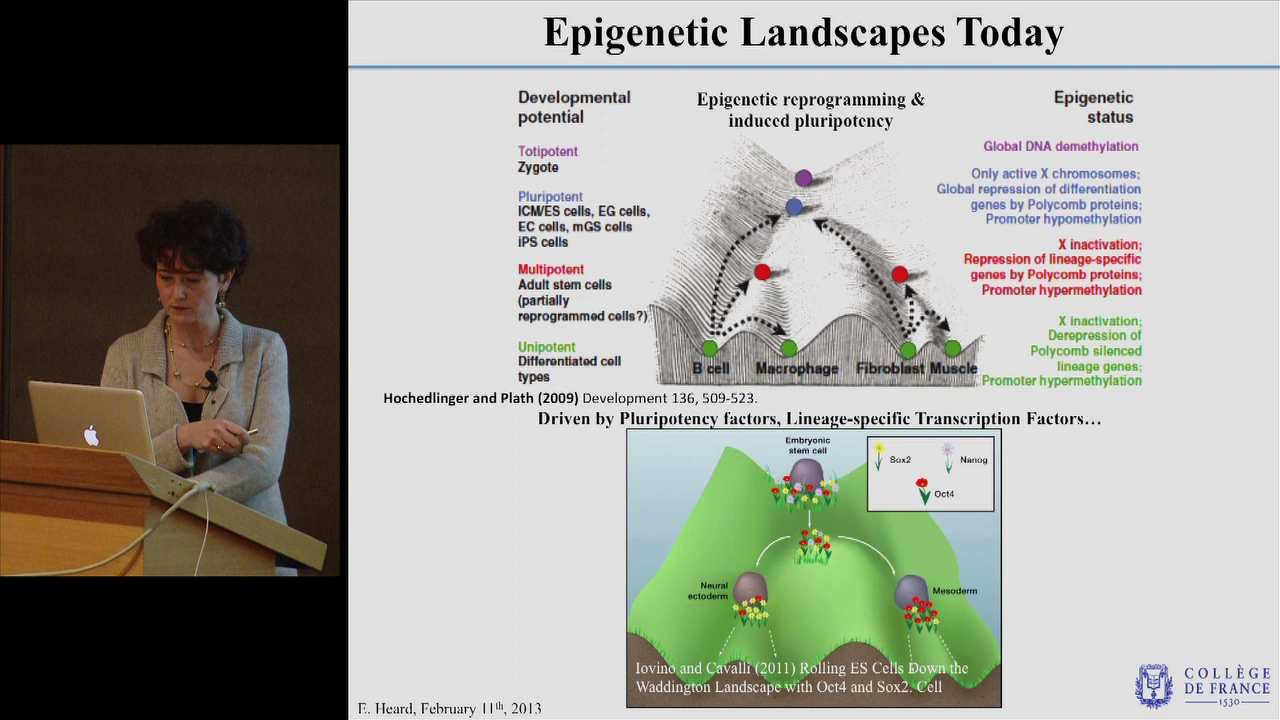 Epigenetic Landscapes Today
Developmental
potential
Totipotent
Zygote
Pluripotent
ICM/ES cells, EG cells,
EC cells, mGS cells
iPS cells
Multipotent
Adult stem cells
(partially
reprogrammed cells?)
Unipotent
Differentiated cell
types
Epigenetic reprogramming &
induced pluripotency
B cell
Macrophage
Fibroblast
Muscle
Epigenetic
status
Global DNA demethylation
Only active X chromosomes;
Global repression of differentiation
genes by Polycomb proteins;
Promoter hypomethylation
X inactivation;
Repression of lineage-specific
genes by Polycomb proteins;
Promoter hypermethylation
X inactivation;
Derepression of
Polycomb silenced
lineage genes;
Promoter hypermethylation
Hochedlinger and Plath (2009) Development 136, 509-523.
Driven by Pluripotency factors, Lineage-specific Transcription Factors…
Embryonic
stem cell
Sox2
Nanog
Oct4
Neural
ectoderm
Mesoderm
Iovino and Cavalli (2011) Rolling ES Cells Down the
Waddington Landscape with Oct4 and Sox2. Cell
E. Heard, February 11th, 2013
COLLÈGE
DE FRANCE
1530